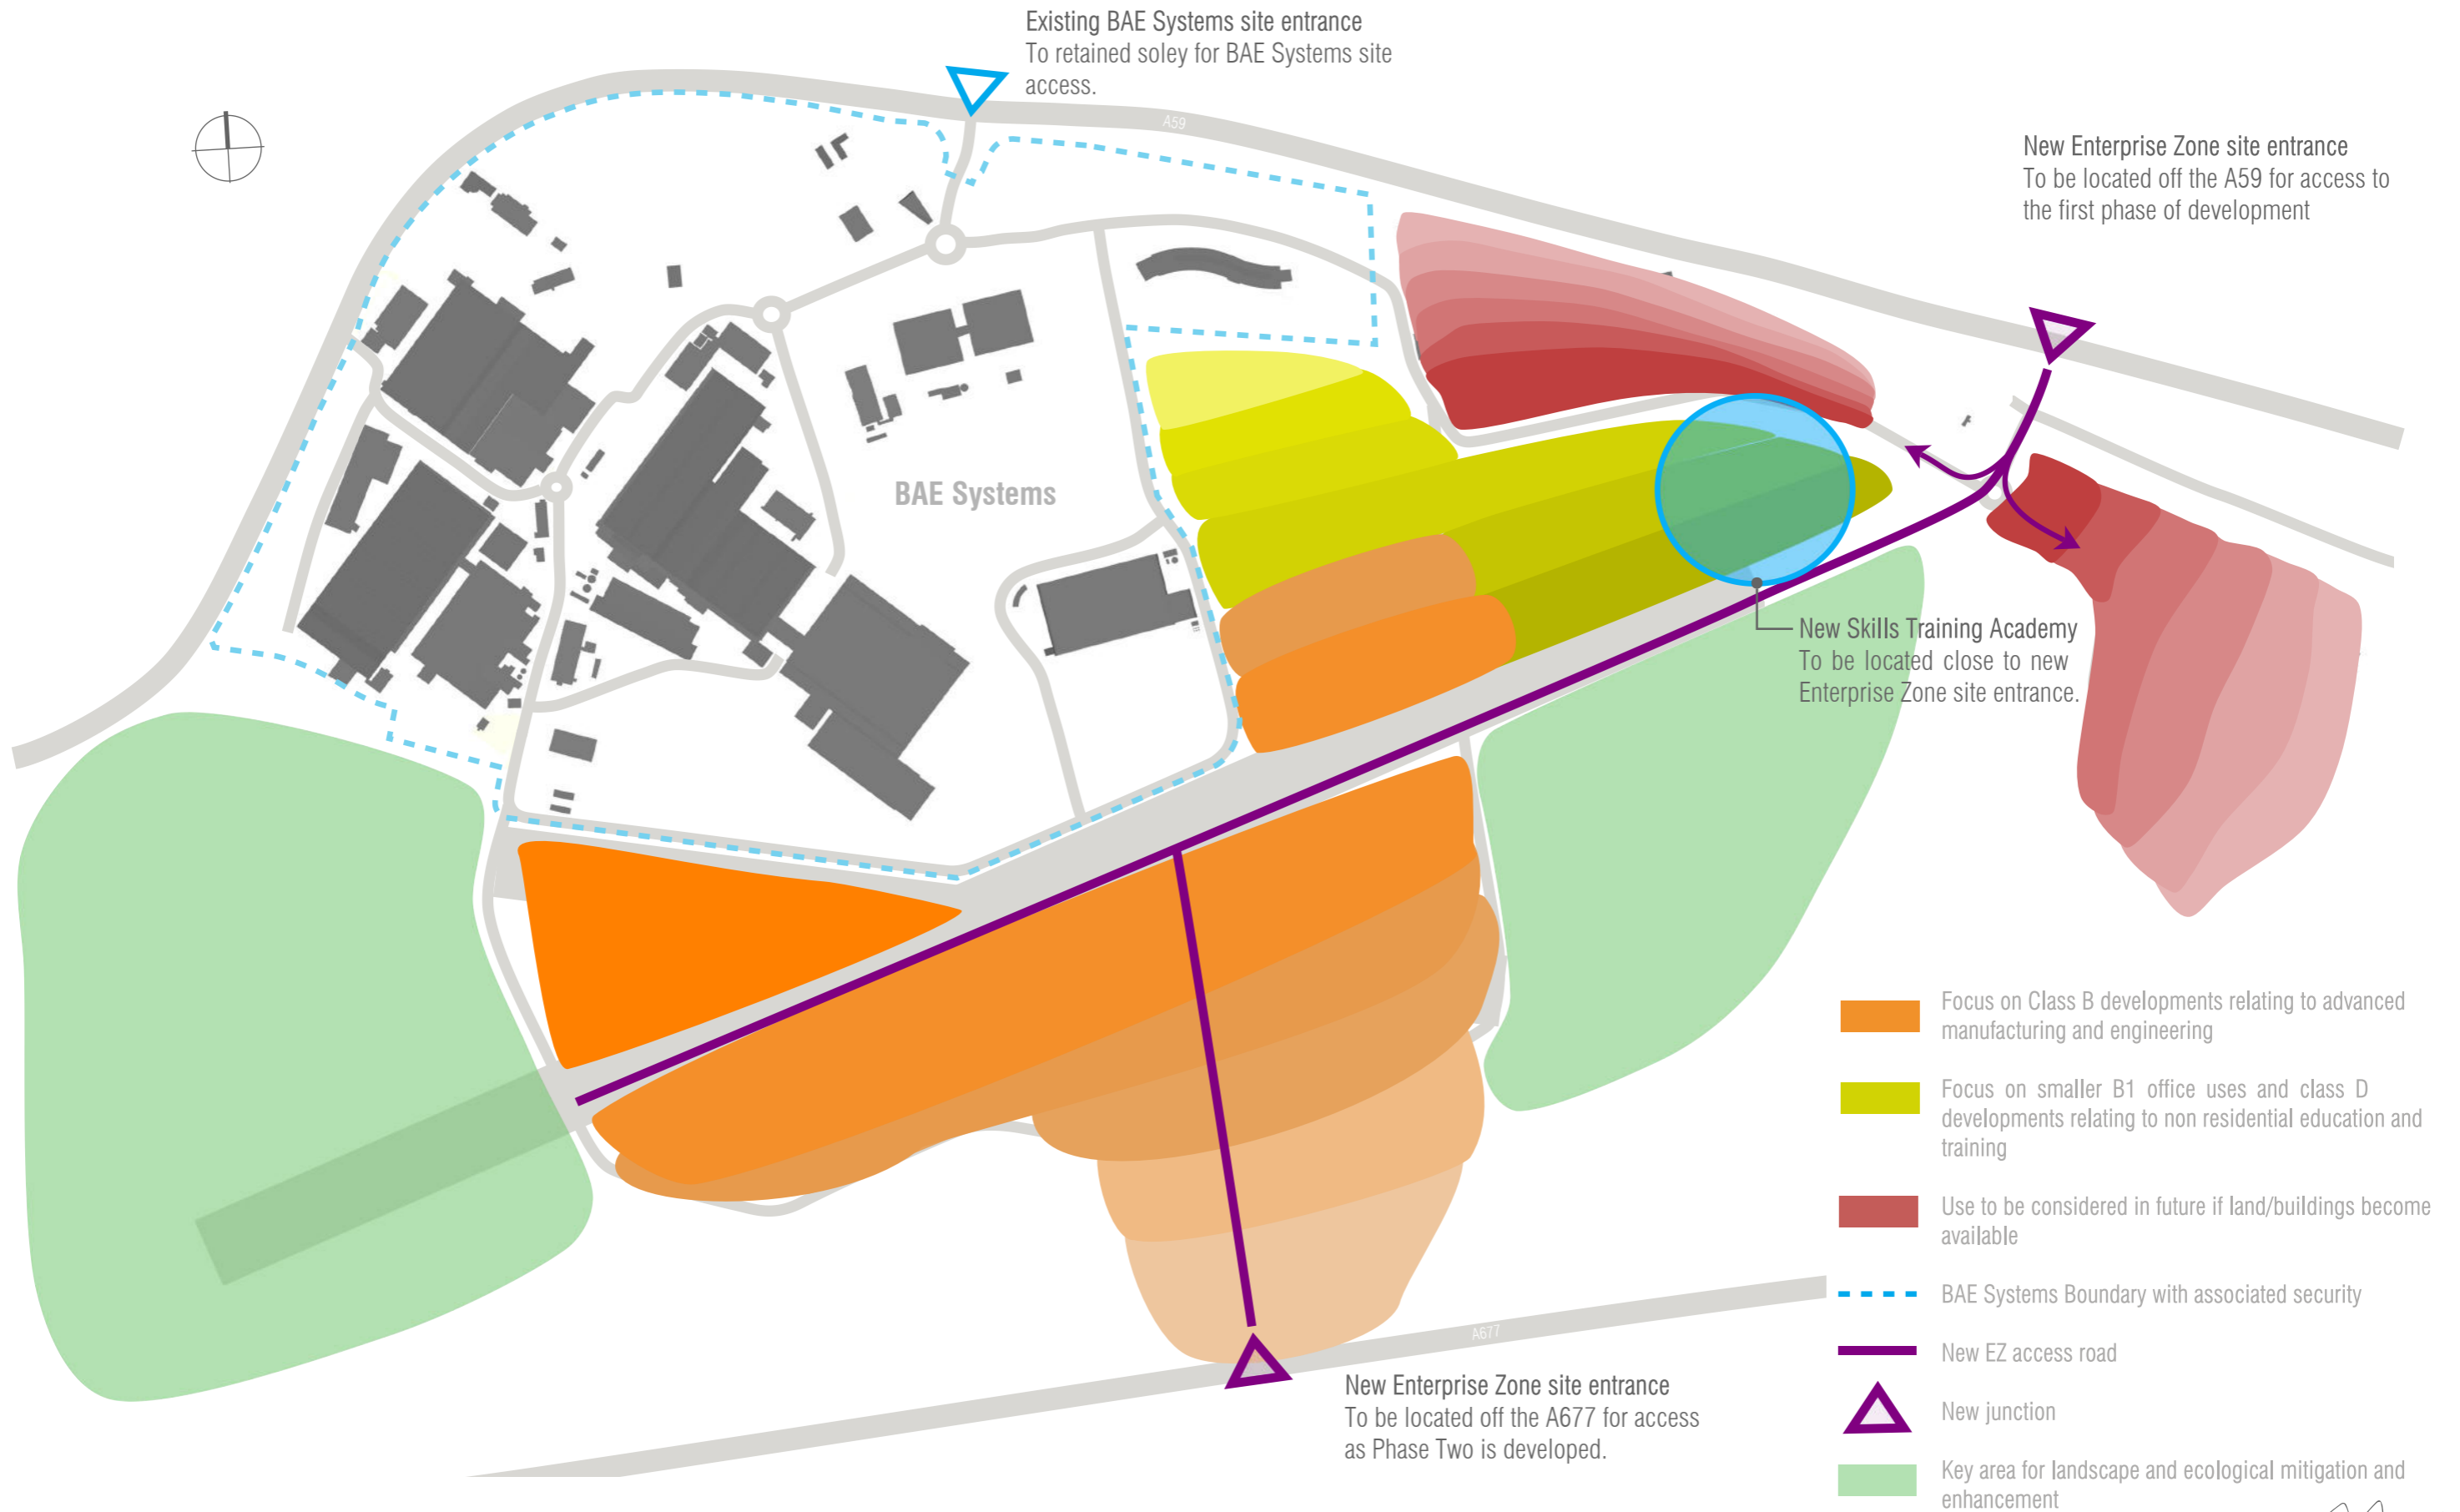 Existing BAE Systems site entrance
To retained soley for BAE Systems site
access.
A59
New Enterprise Zone site entrance
To be located off the A59 for access to
the first phase of development
BAE Systems
New Skills Training Academy
To be located close to new
Enterprise Zone site entrance.
Focus on Class B developments relating to advanced
manufacturing and engineering
Focus on smaller B1 office uses and class D
developments relating to non residential education and
training
Use to be considered in future if land/buildings become
available
BAE Systems Boundary with associated security
New EZ access road
New junction
Key area for landscape and ecological mitigation and
enhancement
A677
New Enterprise Zone site entrance
To be located off the A677 for access
as Phase Two is developed.